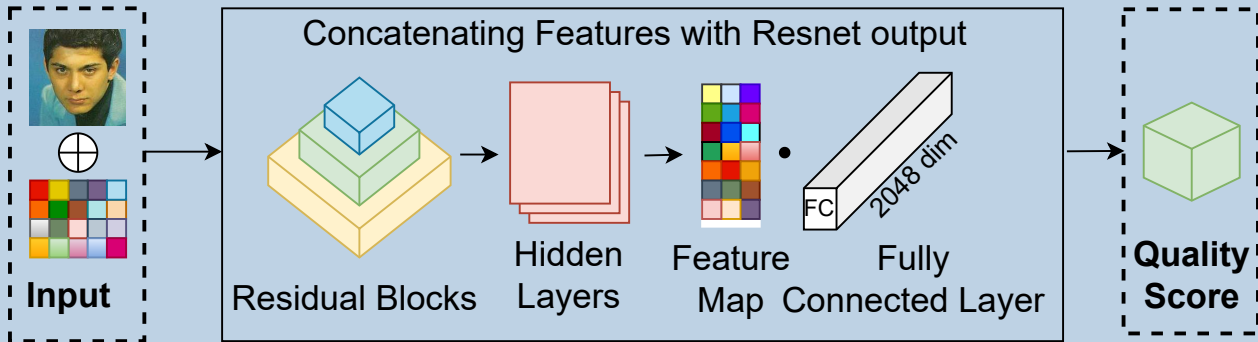 Concatenating Features with Resnet output
Input
Residual Blocks
Hidden
Layers
Feature
Map
FC
2048 dim
Fully
Connected Layer
Quality
Score